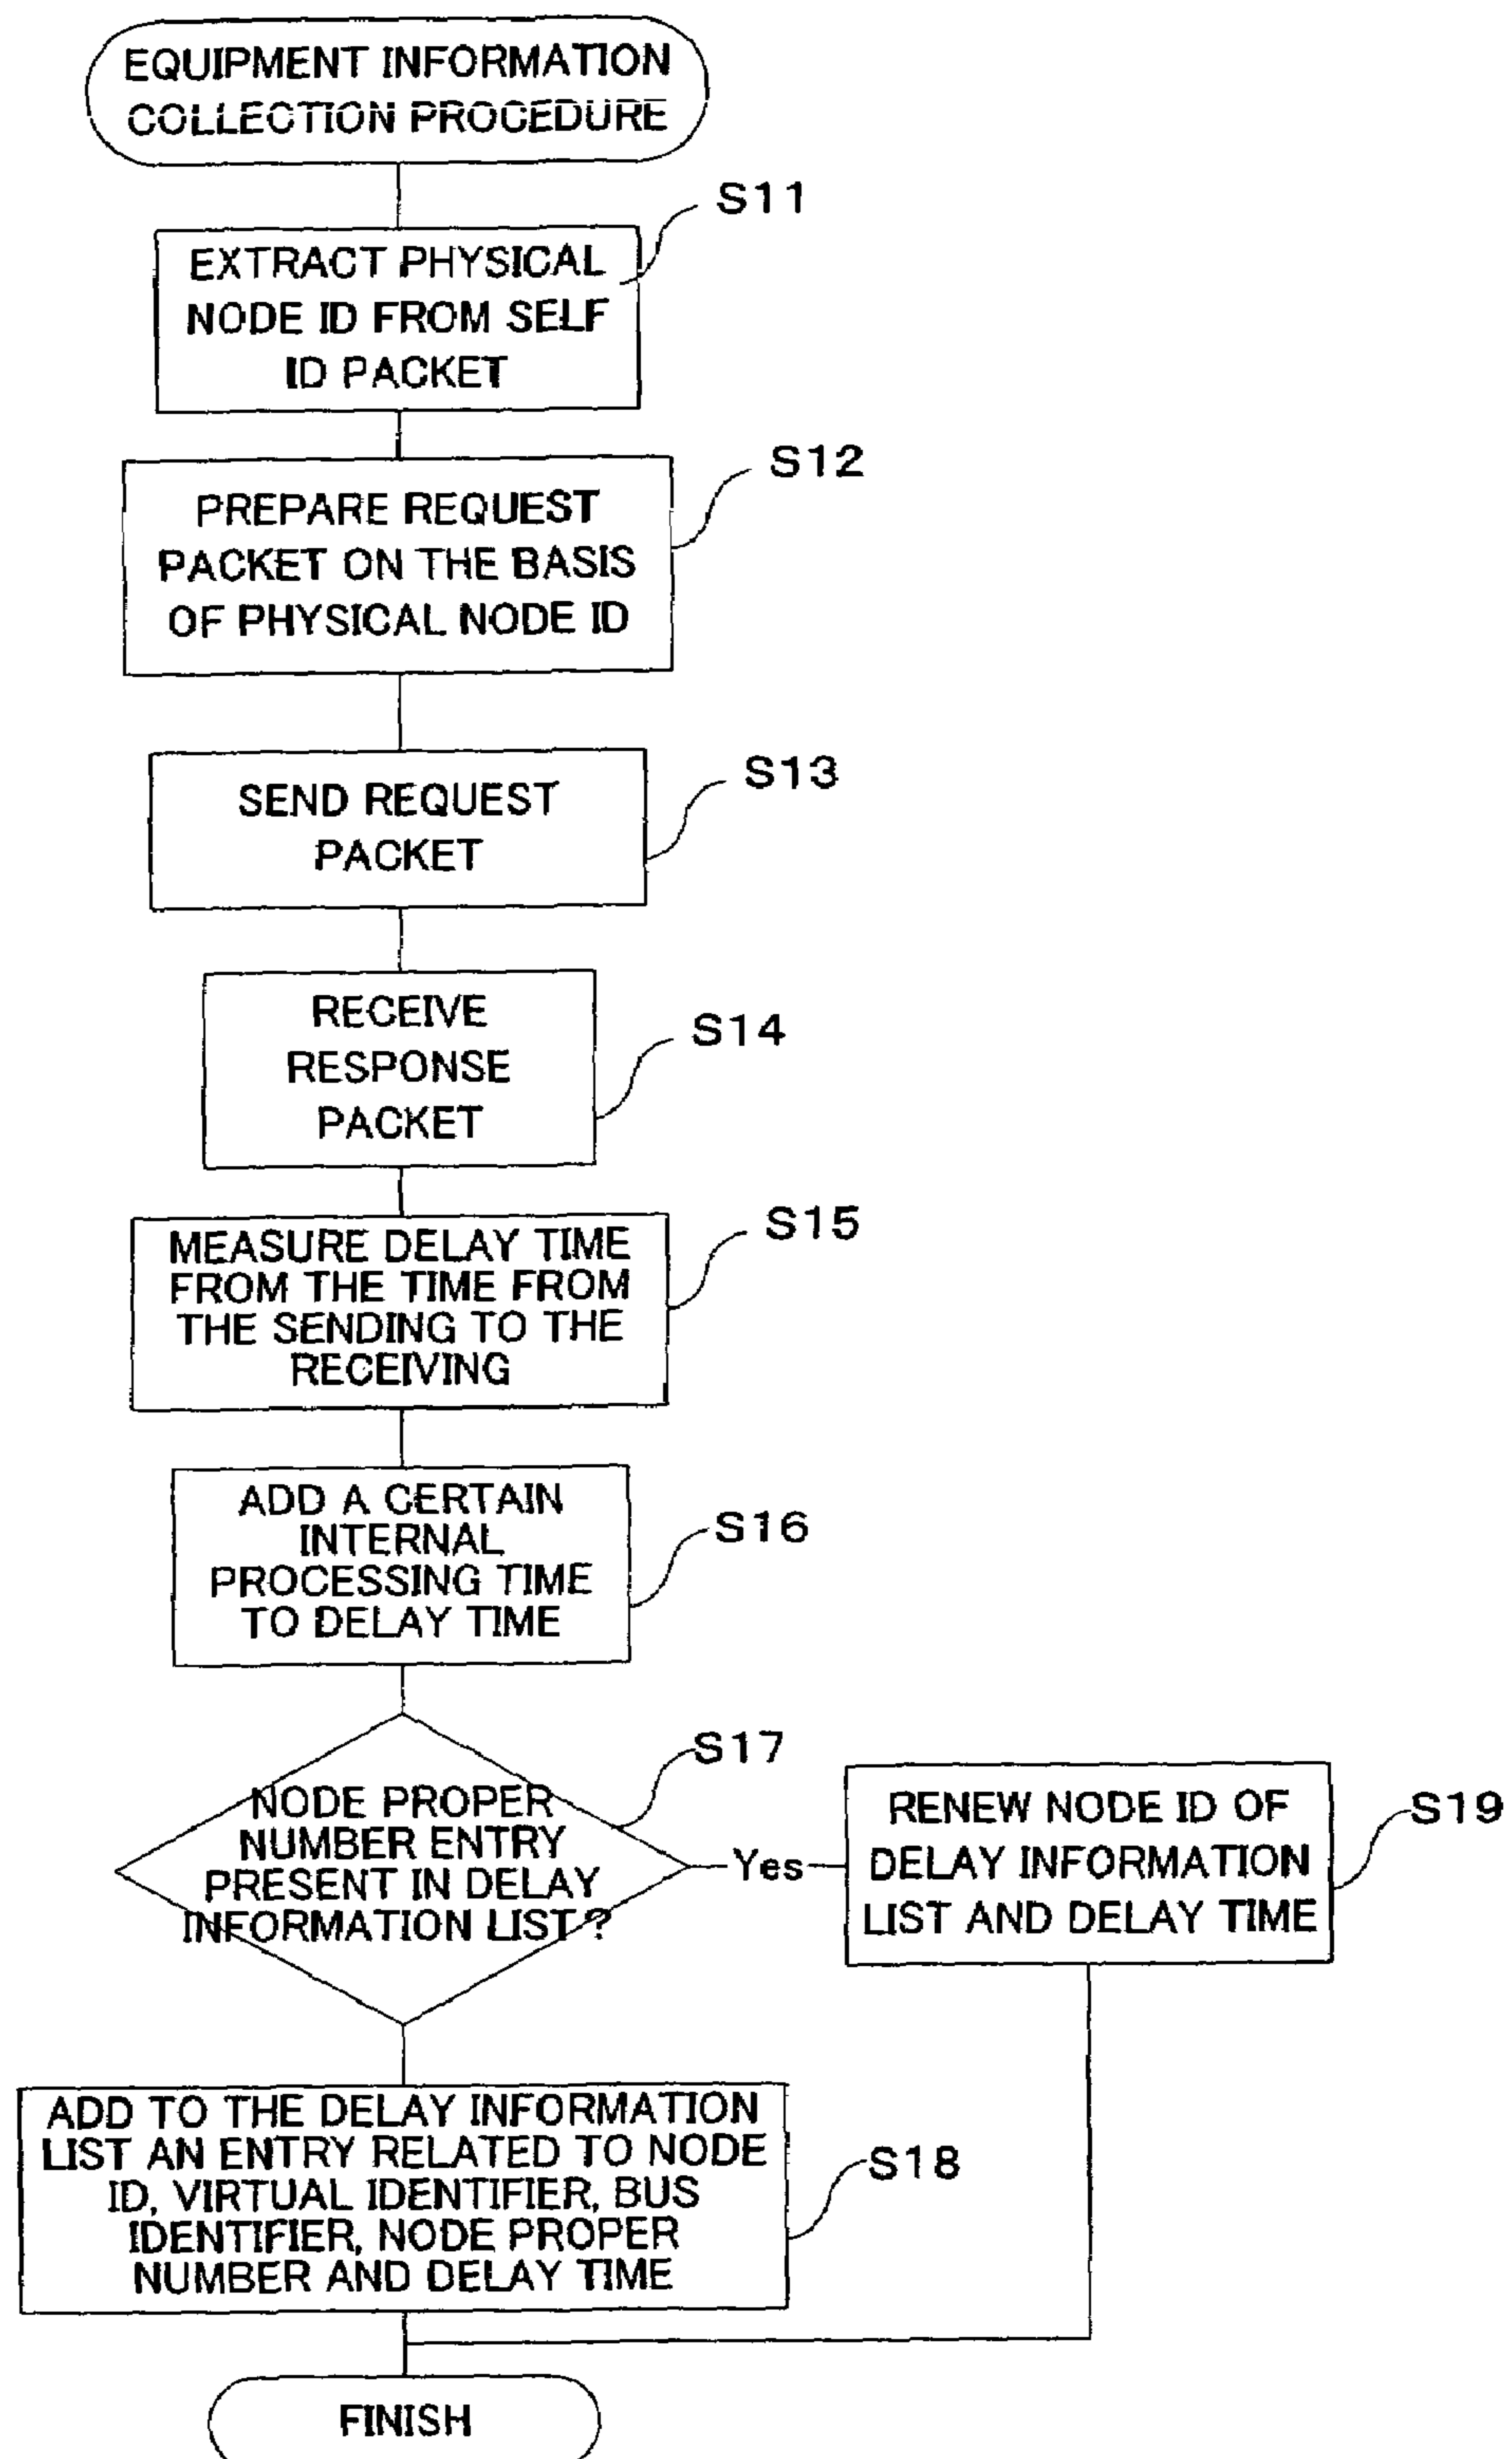 EQUIPMENT INFORMATION
COLLECTION PROCEDURE
S11
EXTRACT PHYSICAL
NODE ID FROM SELF
ID PACKET
S12
PREPARE REQUEST
PACKET ON THE BASIS
OF PHYSICAL NODE ID
S13
SEND REQUEST
PACKET
S14
RECEIVE
RESPONSE
PACKET
S15
MEASURE DELAY TIME
FROM THE TIME FROM
THE SENDING TO THE
RECEIVING
S16
ADD A CERTAIN
INTERNAL
PROCESSING TIME
TO DELAY TIME
S17
NODE PROPER
NUMBER ENTRY
PRESENT IN DELAY
INFORMATION LIST?
Yes
S19
RENEW NODE ID OF
DELAY INFORMATION
LIST AND DELAY TIME
S18
ADD TO THE DELAY INFORMATION
LIST AN ENTRY RELATED TO NODE
ID, VIRTUAL IDENTIFIER, BUS
IDENTIFIER, NODE PROPER
NUMBER AND DELAY TIME
FINISH